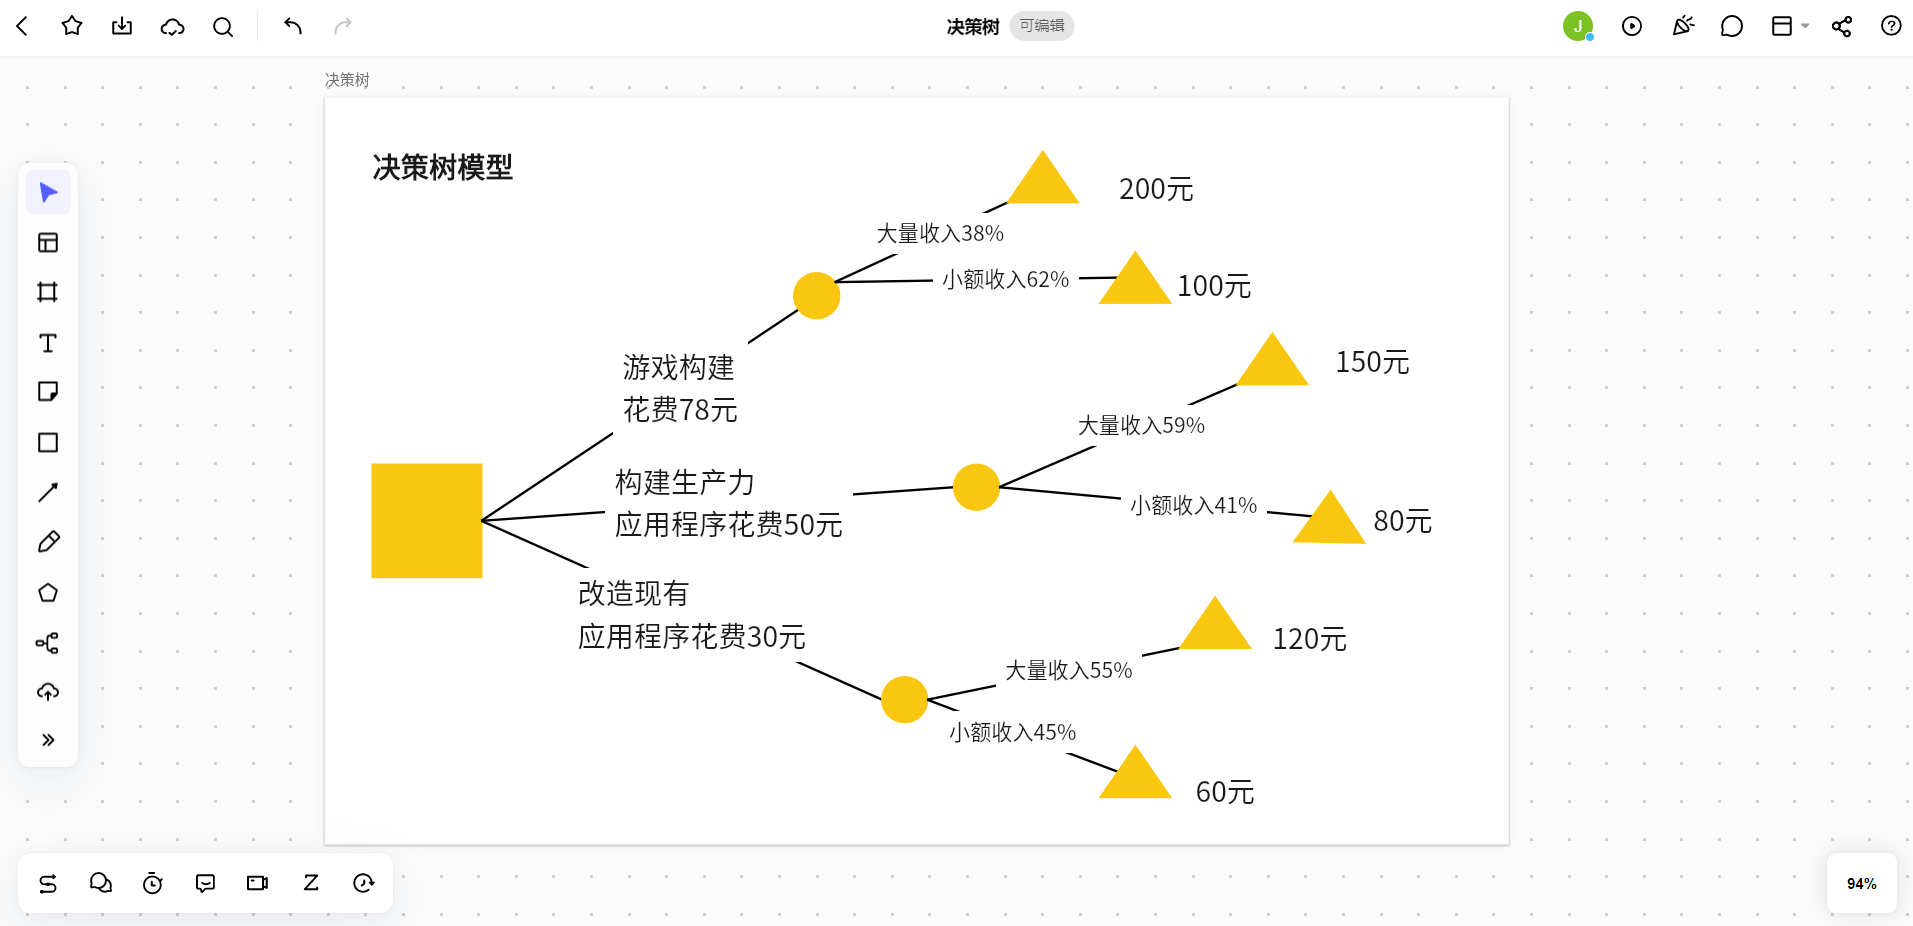 决策树
可编辑
J
决策树
决策树模型
200元
大量收入38%
小额收入62%
100元
游戏构建
花费78元
150元
大量收入59%
构建生产力
应用程序花费50元
小额收入41%
80元
改造现有
应用程序花费30元
120元
大量收入55%
小额收入45%
60元
94%